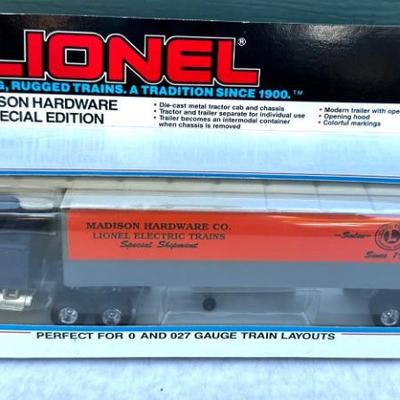 LIONEL
G, RUGGED TRAINS. A TRADITION SINCE 1900.™
SON HARDWARE
ECIAL EDITION
• Die-cast metal tractor cab and chassis
• Tractor and trailer separate for individual use
• Trailer becomes an intermodel container
when chassis is removed
• Modern trailer with ope
• Opening hood
• Colorful markings
MADISON HARDWARE CO.
LIONEL ELECTRIC TRAINS
Special Shipment
—Sales
Since 19
PERFECT FOR 0 AND 027 GAUGE TRAIN LAYOUTS